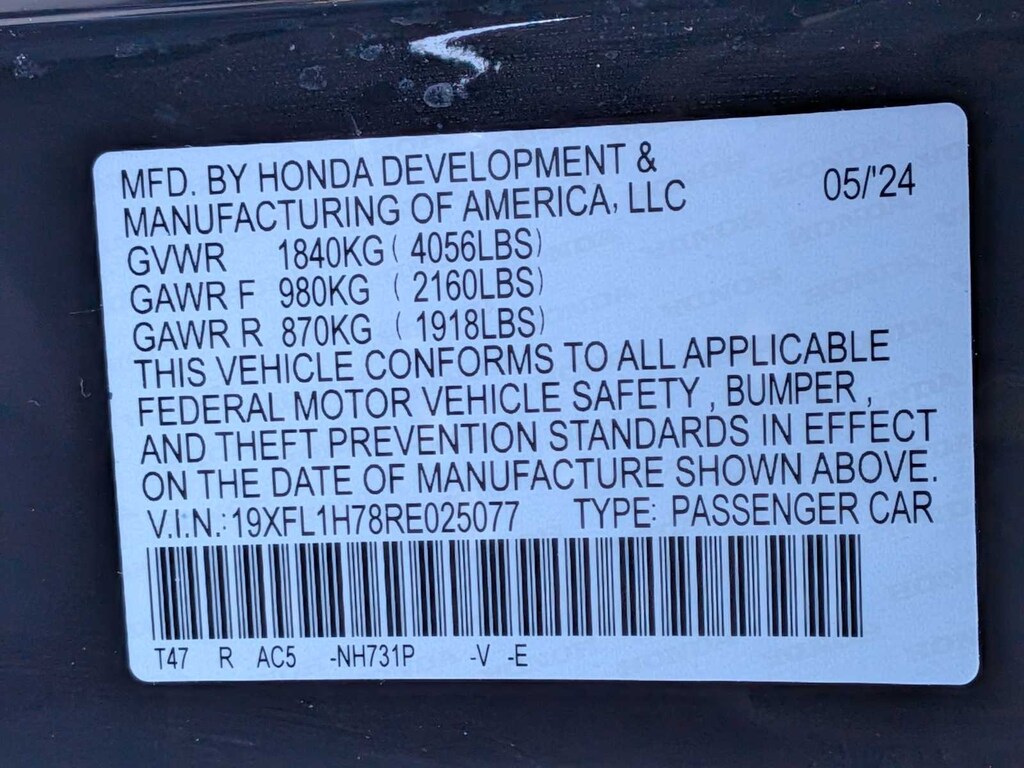 MFD. BY HONDA DEVELOPMENT &
MANUFACTURING OF AMERICA, LLC 05/'24
GVWR 1840KG ( 4056LBS)
GAWR F 980KG ( 2160LBS)
GAWR R 870KG ( 1918LBS)
THIS VEHICLE CONFORMS TO ALL APPLICABLE
FEDERAL MOTOR VEHICLE SAFETY , BUMPER ,
AND THEFT PREVENTION STANDARDS IN EFFECT
ON THE DATE OF MANUFACTURE SHOWN ABOVE.
V.I.N.:19XFL1H78RE025077 TYPE: PASSENGER CAR
T47 R AC5 -NH731P -V -E